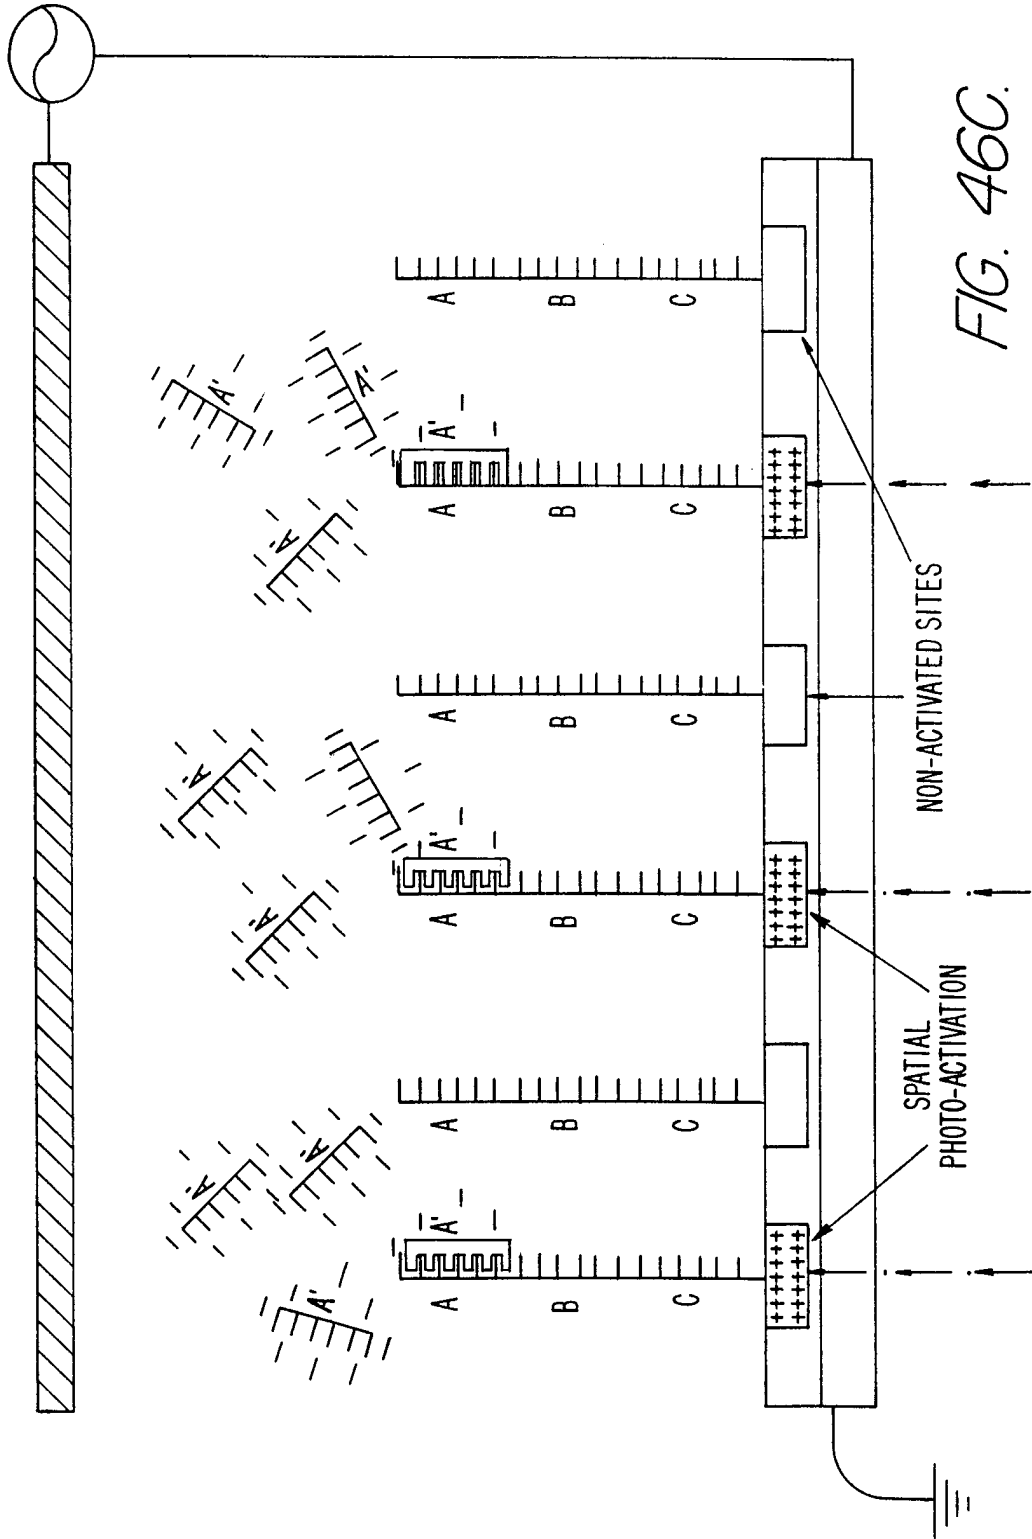 A'
A'
A'
A'
A'
A'
A'
A'
A A' A A A' A A A' A
B B B B B B
C C C C C C
SPATIAL
PHOTO-ACTIVATION
NON-ACTIVATED SITES
FIG. 46C.